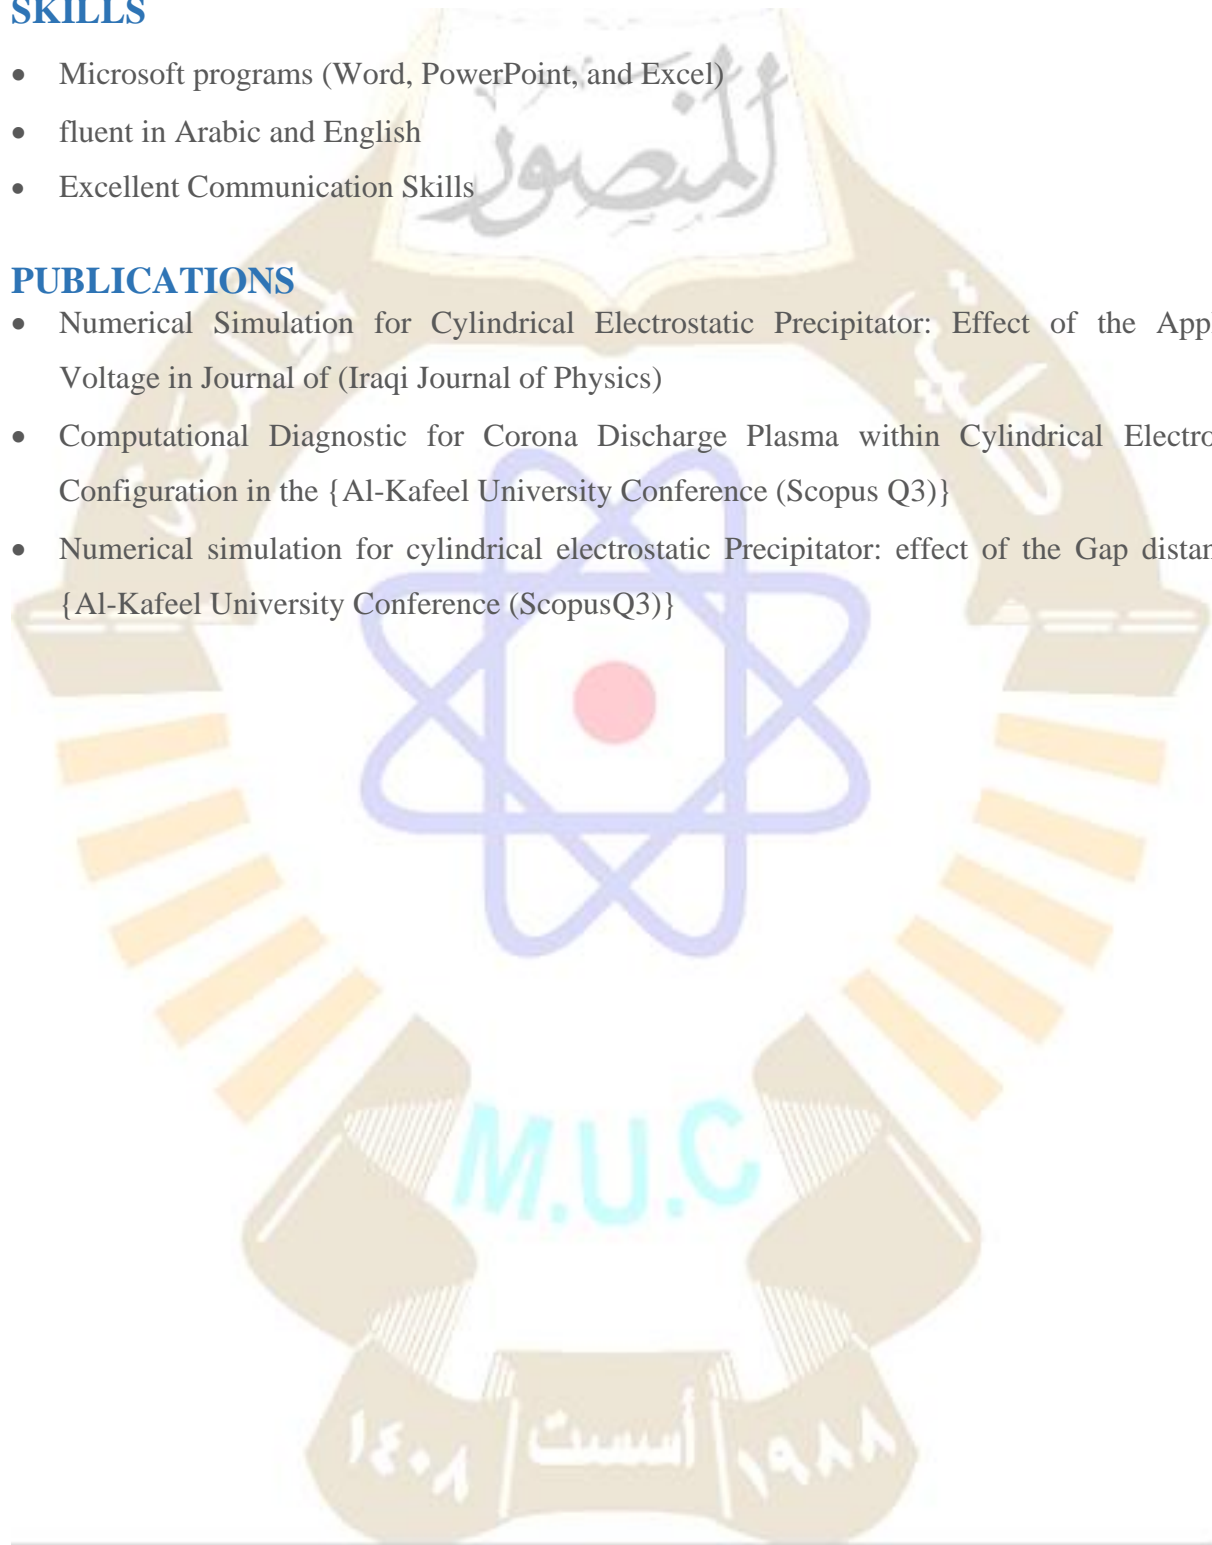 SKILLS
• Microsoft programs (Word, PowerPoint, and Excel)
• fluent in Arabic and English
• Excellent Communication Skills
PUBLICATIONS
• Numerical Simulation for Cylindrical Electrostatic Precipitator: Effect of the Appl
Voltage in Journal of (Iraqi Journal of Physics)
• Computational Diagnostic for Corona Discharge Plasma within Cylindrical Electro
Configuration in the {Al-Kafeel University Conference (Scopus Q3)}
• Numerical simulation for cylindrical electrostatic Precipitator: effect of the Gap distan
{Al-Kafeel University Conference (ScopusQ3)}
كلية
المنصور
M.U.C
١٤٠٨ أسست ١٩٨٨